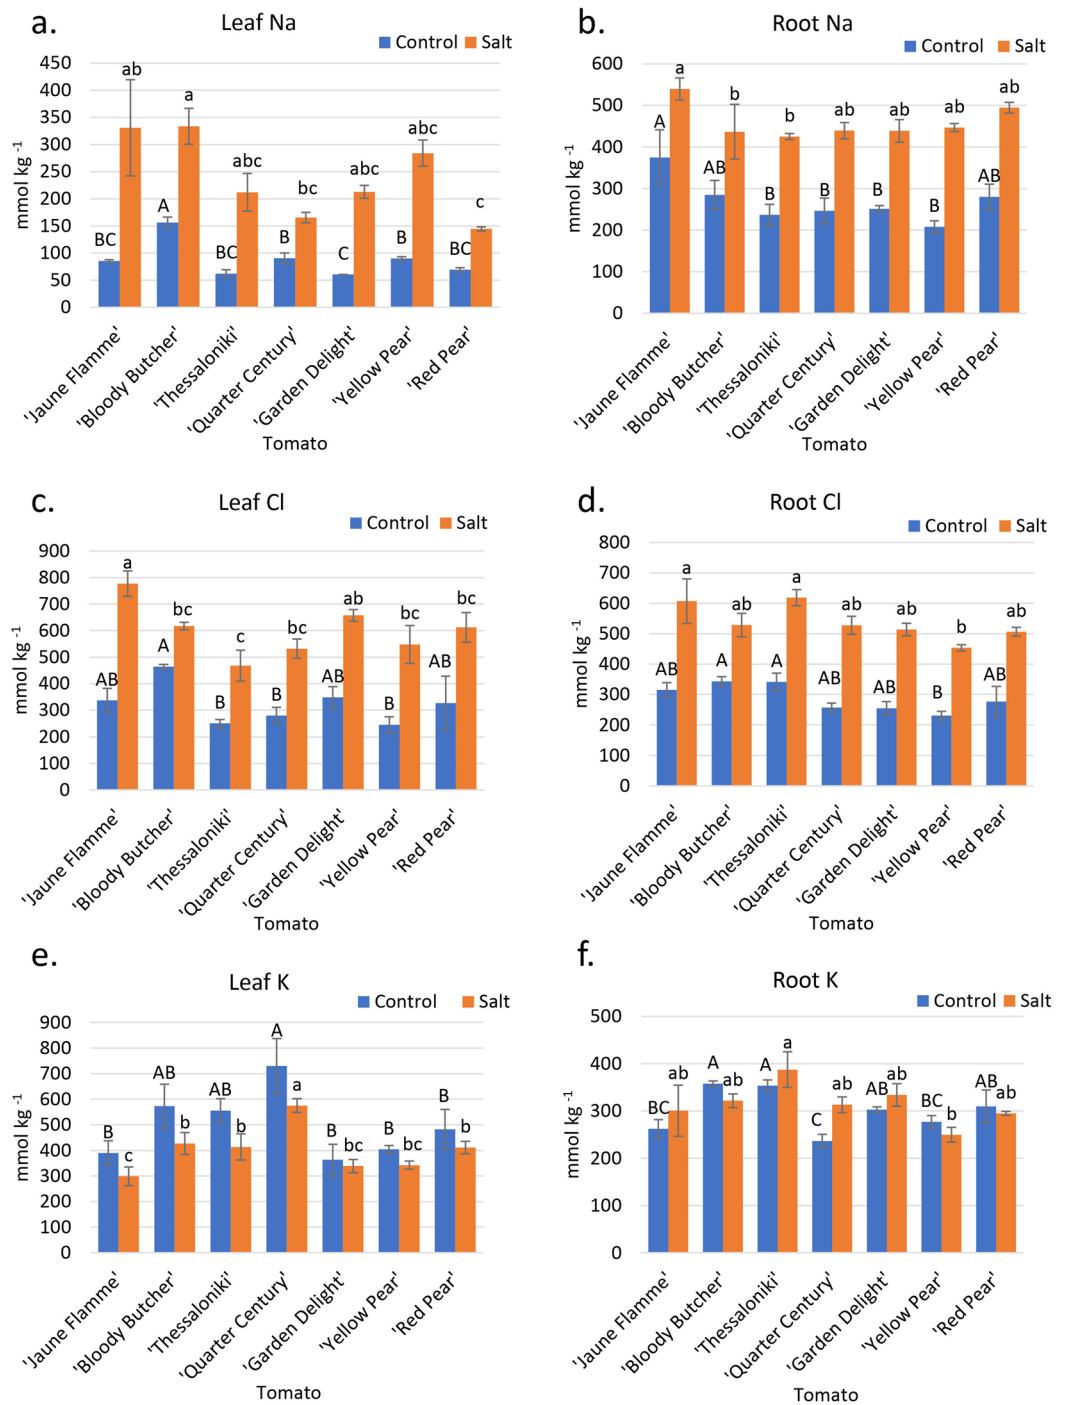 a.
Leaf Na
Control Salt
mmol kg -1
450
400
350
300
250
200
150
100
50
0
BC ab A a BC abc B bc C abc B abc BC c
'Jaune Flamme'
'Bloody Butcher'
'Thessaloniki'
'Quarter Century'
'Garden Delight'
'Yellow Pear'
'Red Pear'
Tomato
b.
Root Na
Control Salt
mmol kg -1
600
500
400
300
200
100
0
A a AB b B b B ab B ab B ab AB ab
'Jaune Flamme'
'Bloody Butcher'
'Thessaloniki'
'Quarter Century'
'Garden Delight'
'Yellow Pear'
'Red Pear'
Tomato
c.
Leaf Cl
Control Salt
mmol kg -1
900
800
700
600
500
400
300
200
100
0
AB a A bc B c B bc AB ab B bc AB bc
'Jaune Flamme'
'Bloody Butcher'
'Thessaloniki'
'Quarter Century'
'Garden Delight'
'Yellow Pear'
'Red Pear'
Tomato
d.
Root Cl
Control Salt
mmol kg -1
800
700
600
500
400
300
200
100
0
AB a A ab A a AB ab AB ab B b AB ab
'Jaune Flamme'
'Bloody Butcher'
'Thessaloniki'
'Quarter Century'
'Garden Delight'
'Yellow Pear'
'Red Pear'
Tomato
e.
Leaf K
Control Salt
mmol kg -1
900
800
700
600
500
400
300
200
100
0
B c AB b AB b A a B bc B bc B b
'Jaune Flamme'
'Bloody Butcher'
'Thessaloniki'
'Quarter Century'
'Garden Delight'
'Yellow Pear'
'Red Pear'
Tomato
f.
Root K
Control Salt
mmol kg -1
500
400
300
200
100
0
BC ab A ab A a C ab AB ab BC b AB ab
'Jaune Flamme'
'Bloody Butcher'
'Thessaloniki'
'Quarter Century'
'Garden Delight'
'Yellow Pear'
'Red Pear'
Tomato